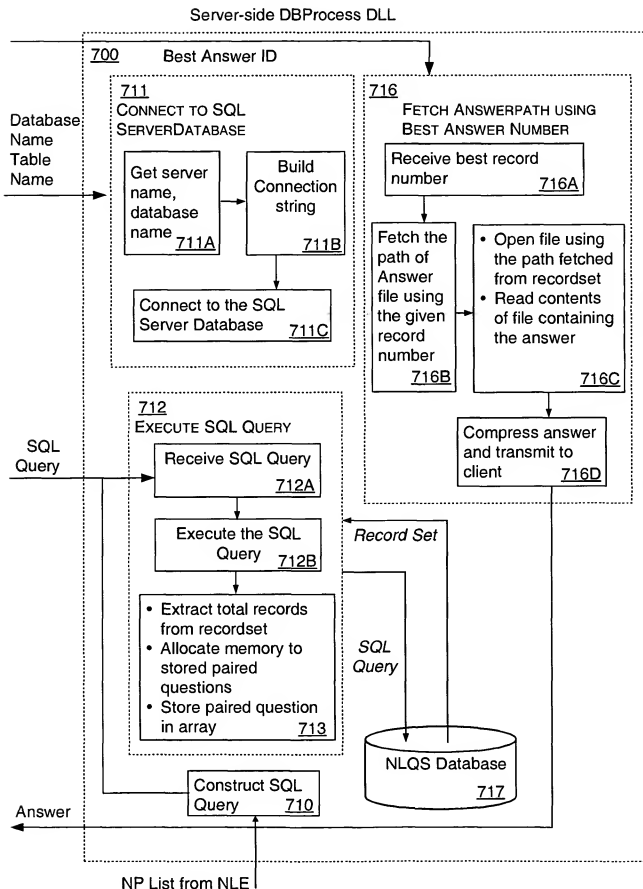 Server-side DBProcess DLL
700
Best Answer ID
Database
Name
Table
Name
711
CONNECT TO SQL
SERVERDATABASE
Get server
name,
database
name
711A
Build
Connection
string
711B
Connect to the SQL
Server Database
711C
716
FETCH ANSWERPATH USING
BEST ANSWER NUMBER
Receive best record
number
716A
Fetch the
path of
Answer
file using
the given
record
number
716B
• Open file using
the path fetched
from recordset
• Read contents
of file containing
the answer
716C
Compress answer
and transmit to
client
716D
SQL
Query
712
EXECUTE SQL QUERY
Receive SQL Query
712A
Execute the SQL
Query
712B
• Extract total records
from recordset
• Allocate memory to
stored paired
questions
• Store paired question
in array
713
Record Set
SQL
Query
NLQS Database
717
Construct SQL
Query
710
Answer
NP List from NLE